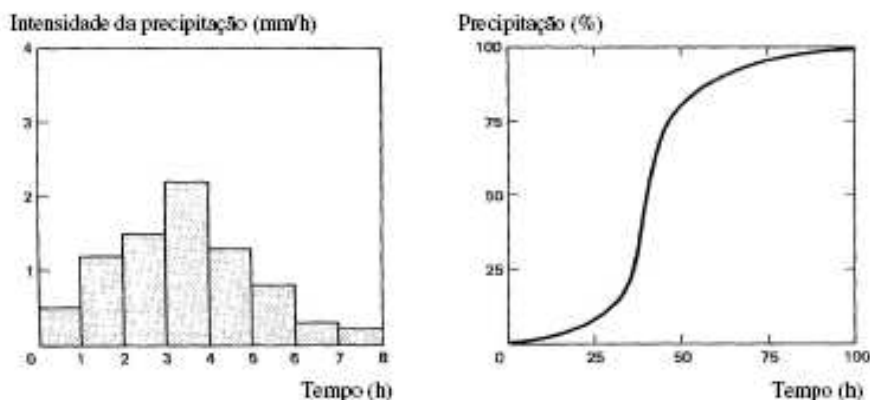 Intensidade da precipitação (mm/h)
4
3
2
1
0 1 2 3 4 5 6 7 8
Tempo (h)
Precipitação (%)
100
75
50
25
0 25 50 75 100
Tempo (h)